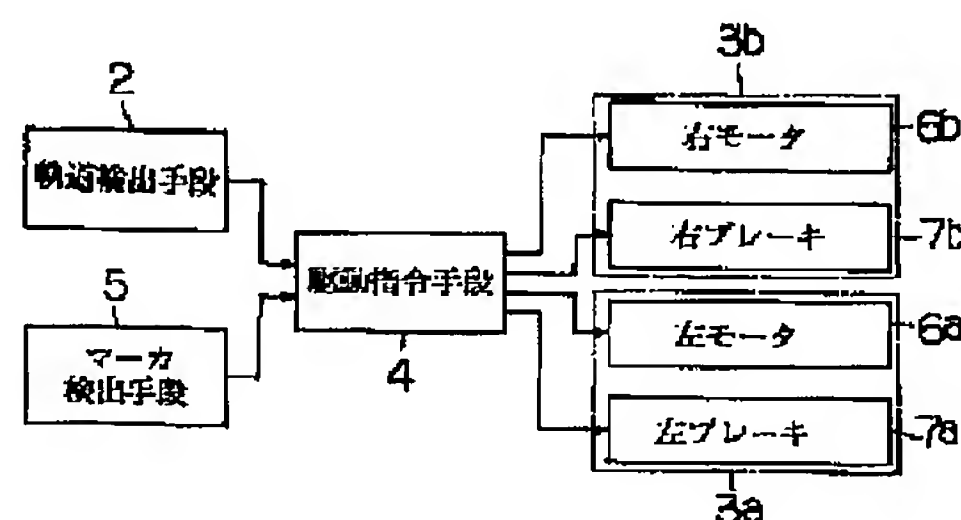 3b
2
6b
右モータ
軌道検出手段
右ブレーキ
7b
駆動指令手段
5
6a
左モータ
マーカ
検出手段
4
左ブレーキ
7a
3a